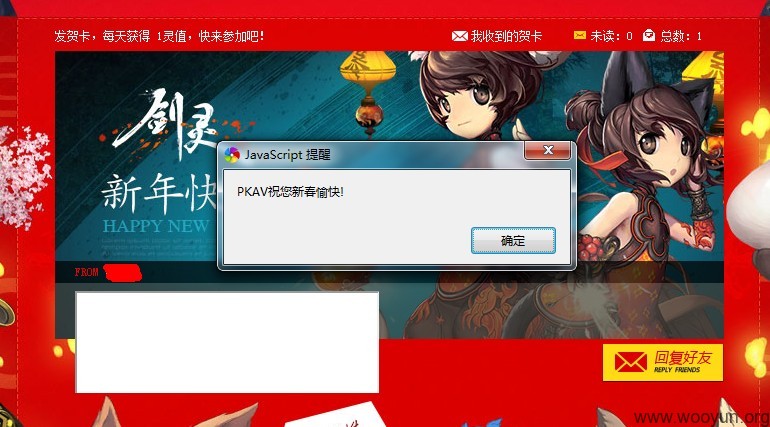 发贺卡，每天获得 1灵值，快来参加吧！
我收到的贺卡
未读：0
总数：1
剑灵
新年快
HAPPY NEW
JavaScript 提醒
PKAV祝您新春愉快!
确定
FROM
回复好友
REPLY FRIENDS
www.wooyun.org